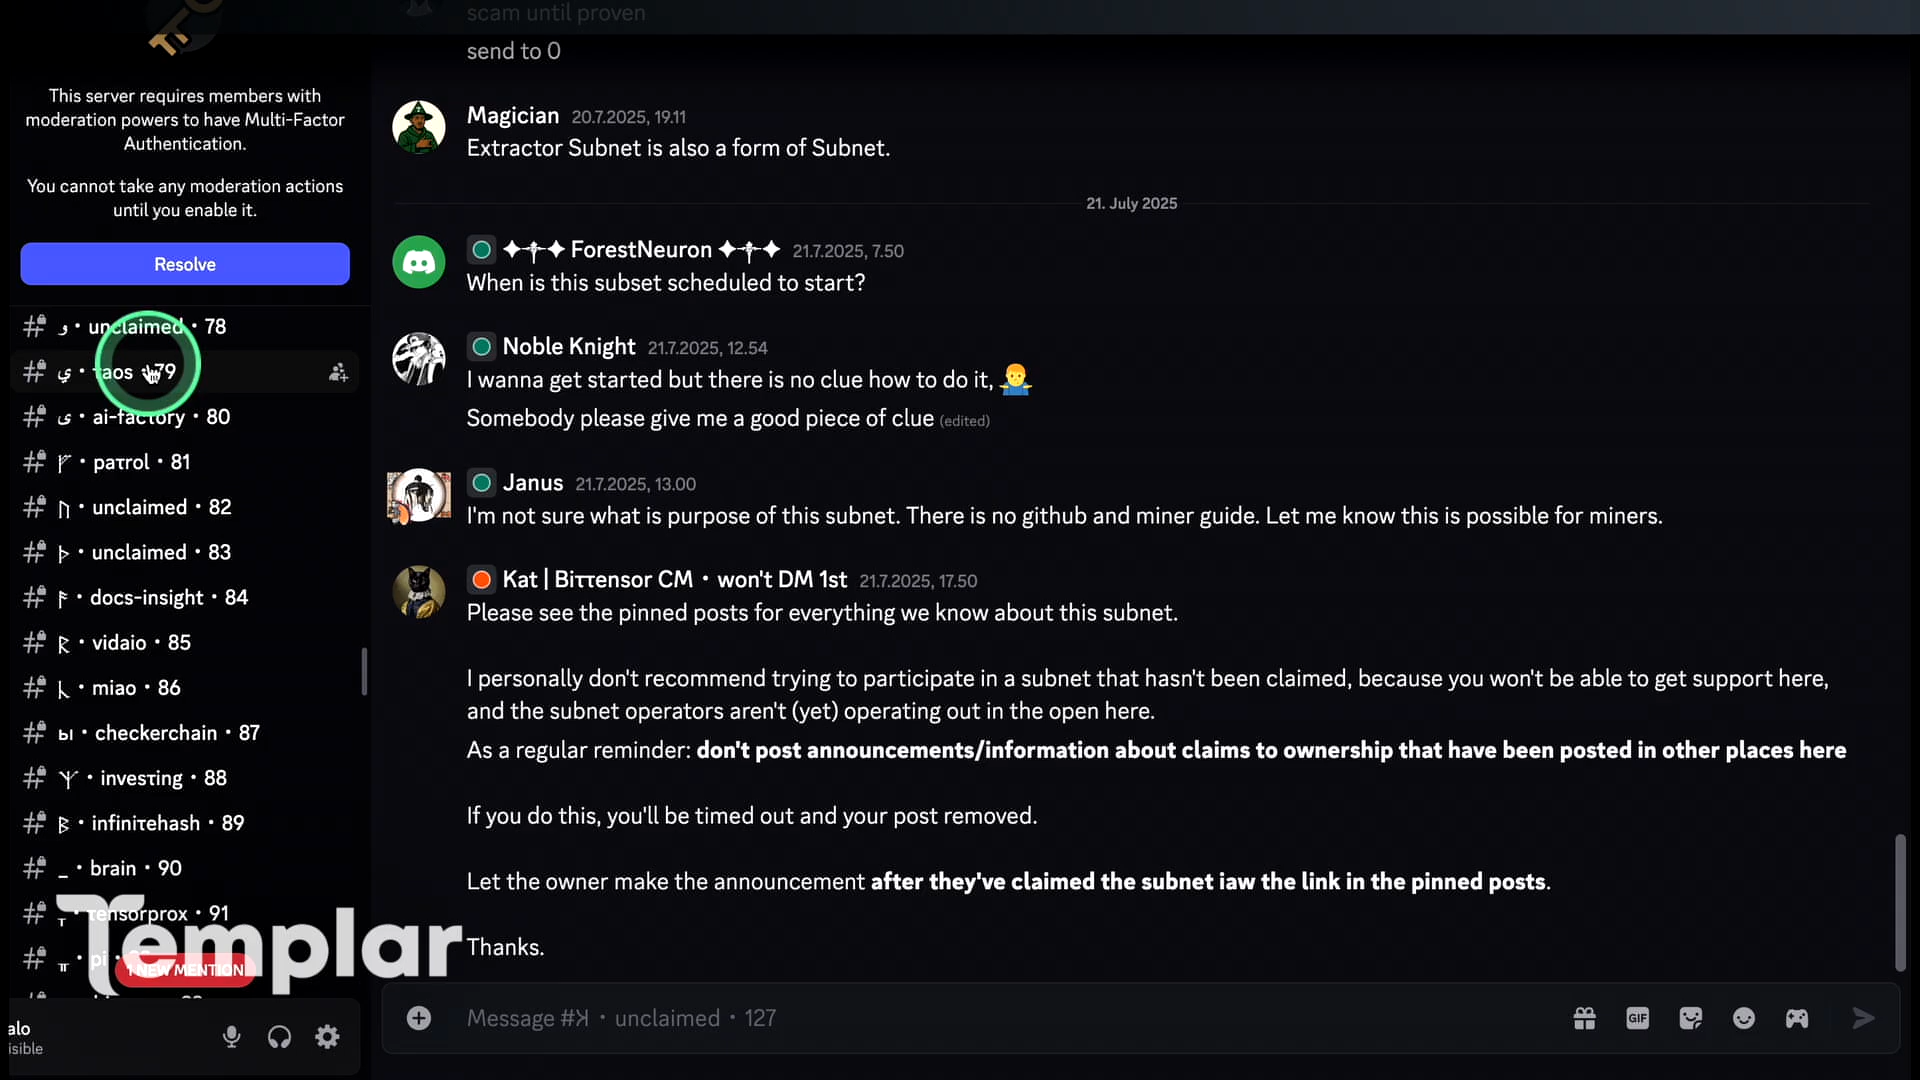 This server requires members with
moderation powers to have Multi-Factor
Authentication.
You cannot take any moderation actions
until you enable it.
Resolve
و・unclaimed・78
ي・taos・79
ى・ai-factory・80
ᚠ・paτrol・81
ᚢ・unclaimed・82
ᚦ・unclaimed・83
ᚨ・docs-insight・84
ᚱ・vidaio・85
ᚳ・miao・86
ы・checkerchain・87
ᛉ・invesτing・88
ᛒ・infiniτehash・89
_・brain・90
τensorprox・91
pi
1 NEW MENTION
Templar
alo
isible
scam until proven
send to 0
Magician 20.7.2025, 19.11
Extractor Subnet is also a form of Subnet.
21. July 2025
✦⸸✦ ForestNeuron ✦⸸✦ 21.7.2025, 7.50
When is this subset scheduled to start?
Noble Knight 21.7.2025, 12.54
I wanna get started but there is no clue how to do it, 🤷‍♂️
Somebody please give me a good piece of clue (edited)
Janus 21.7.2025, 13.00
I'm not sure what is purpose of this subnet. There is no github and miner guide. Let me know this is possible for miners.
Kat | Biττensor CM・won't DM 1st 21.7.2025, 17.50
Please see the pinned posts for everything we know about this subnet.
I personally don't recommend trying to participate in a subnet that hasn't been claimed, because you won't be able to get support here,
and the subnet operators aren't (yet) operating out in the open here.
As a regular reminder: don't post announcements/information about claims to ownership that have been posted in other places here
If you do this, you'll be timed out and your post removed.
Let the owner make the announcement after they've claimed the subnet iaw the link in the pinned posts.
Thanks.
Message #ꓘ・unclaimed・127
GIF